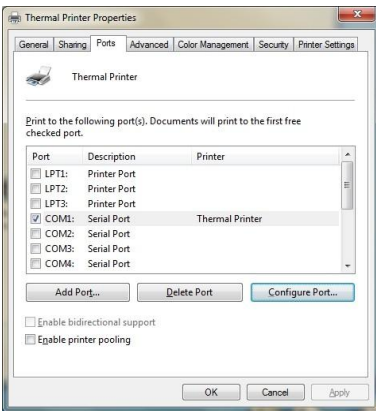 Thermal Printer Properties
General Sharing Ports Advanced Color Management Security Printer Settings
Thermal Printer
Print to the following port(s). Documents will print to the first free
checked port.
Port Description Printer
LPT1: Printer Port
LPT2: Printer Port
LPT3: Printer Port
COM1: Serial Port Thermal Printer
COM2: Serial Port
COM3: Serial Port
COM4: Serial Port
Add Port... Delete Port Configure Port...
Enable bidirectional support
Enable printer pooling
OK Cancel Apply